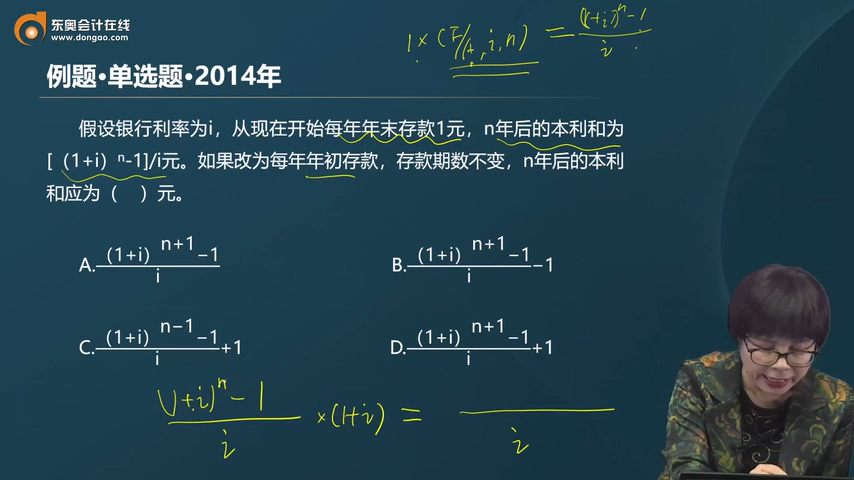 东奥会计在线
www.dongao.com
1×(F/A,i,n) = (1+i)ⁿ-1 / i
例题•单选题•2014年
假设银行利率为i，从现在开始每年年末存款1元，n年后的本利和为
[（1+i）ⁿ-1]/i元。如果改为每年年初存款，存款期数不变，n年后的本利
和应为（ ）元。
A. (1+i) n+1 -1 / i
B. (1+i) n+1 -1 / i -1
C. (1+i) n-1 -1 / i +1
D. (1+i) n+1 -1 / i +1
(1+i)ⁿ-1 / i ×(1+i) = / i